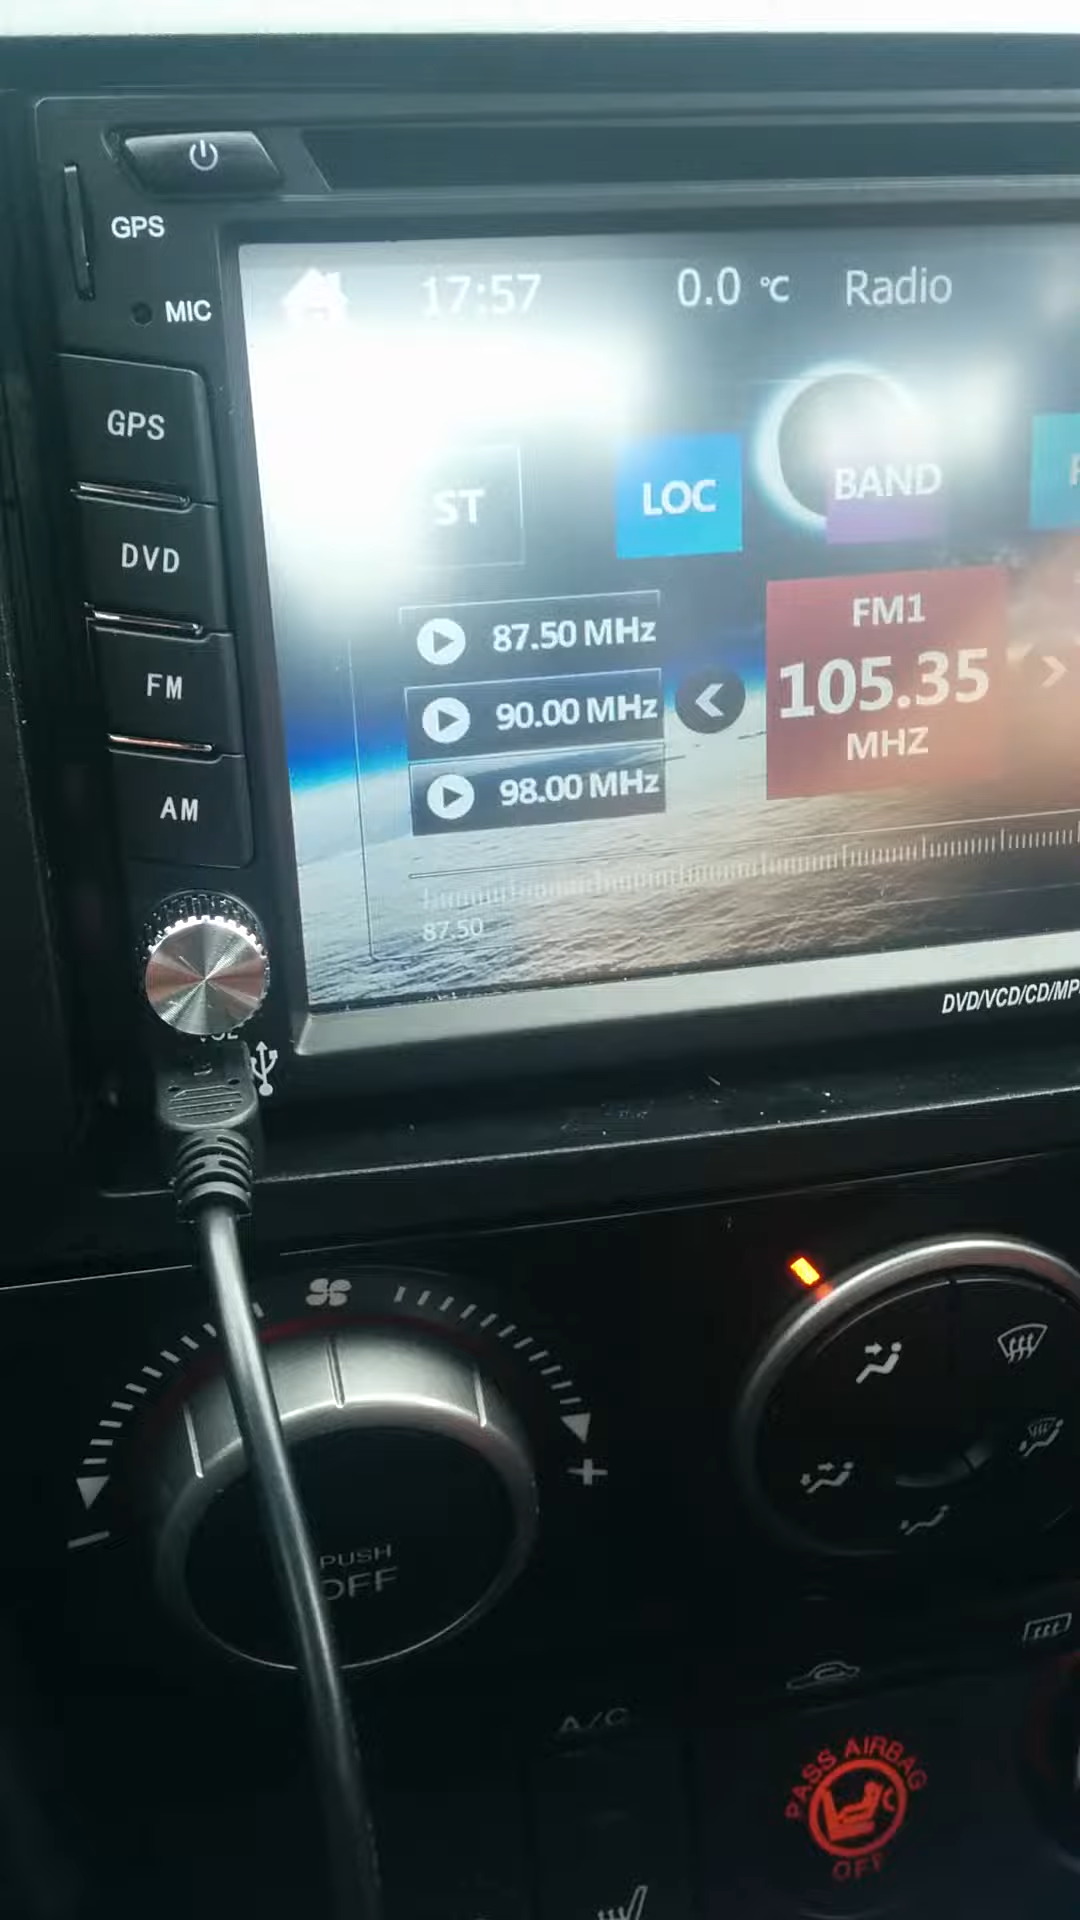 GPS
MIC
17:57
0.0 °C
Radio
GPS
DVD
FM
AM
ST
LOC
BAND
87.50 MHz
90.00 MHz
98.00 MHz
FM1
105.35
MHZ
87.50
DVD/VCD/CD/MP
PUSH
OFF
A/C
PASS AIRBAG
OFF